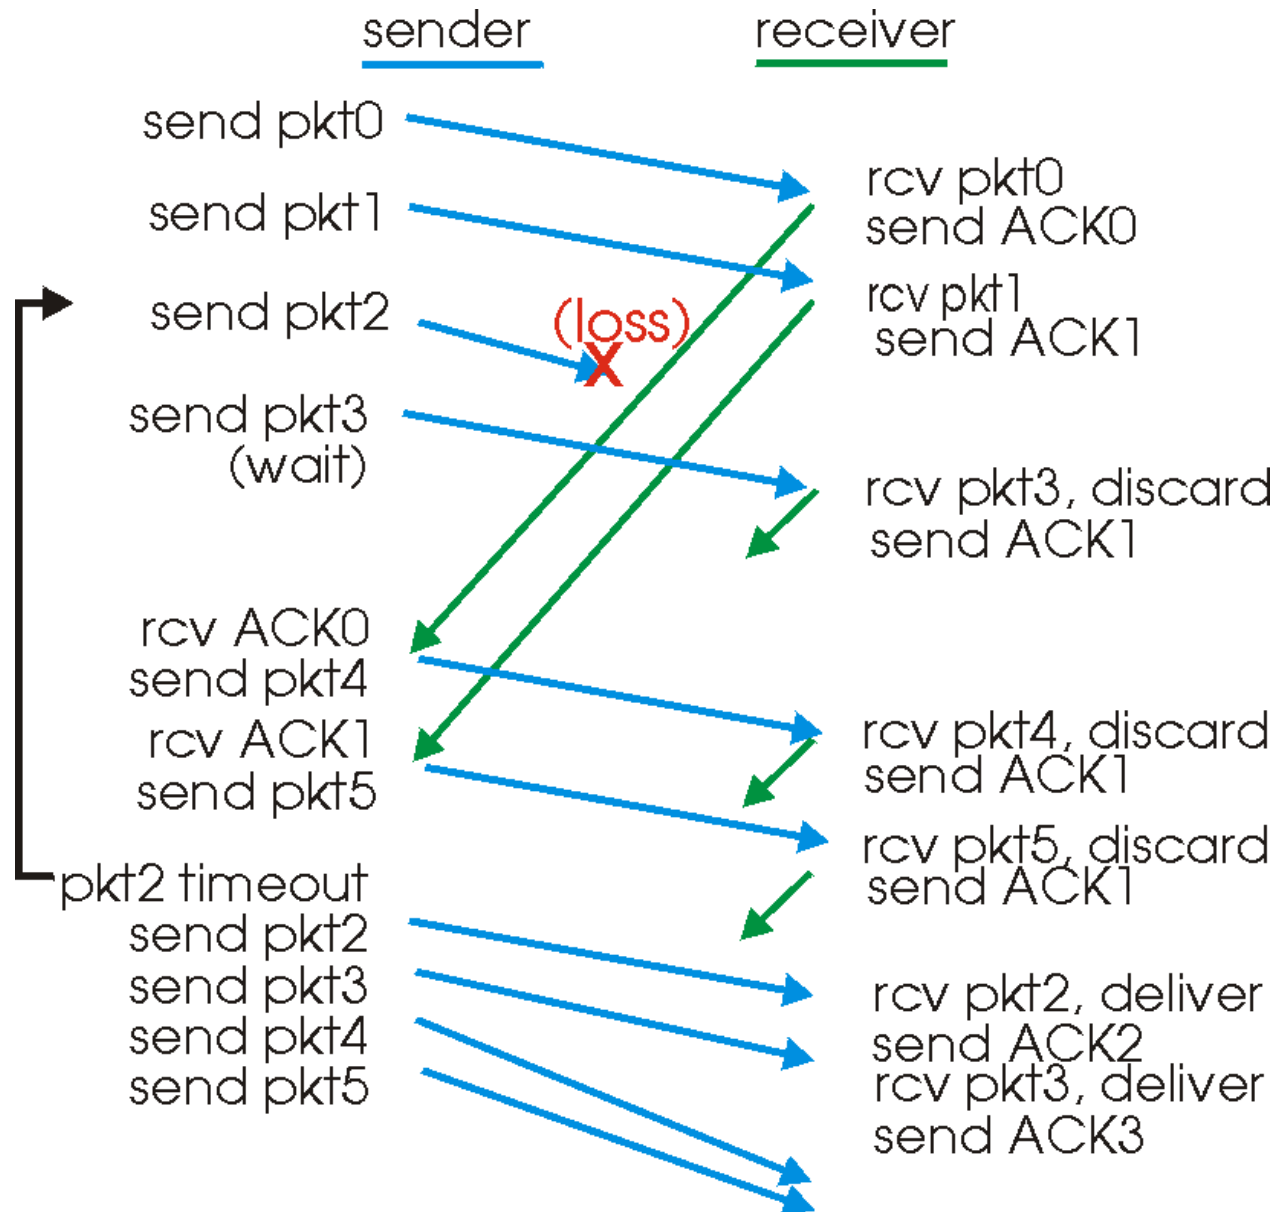 sender
receiver
send pkt0
send pkt1
send pkt2
(loss)
X
send pkt3
(wait)
rcv ACK0
send pkt4
rcv ACK1
send pkt5
pkt2 timeout
send pkt2
send pkt3
send pkt4
send pkt5
rcv pkt0
send ACK0
rcv pkt1
send ACK1
rcv pkt3, discard
send ACK1
rcv pkt4, discard
send ACK1
rcv pkt5, discard
send ACK1
rcv pkt2, deliver
send ACK2
rcv pkt3, deliver
send ACK3